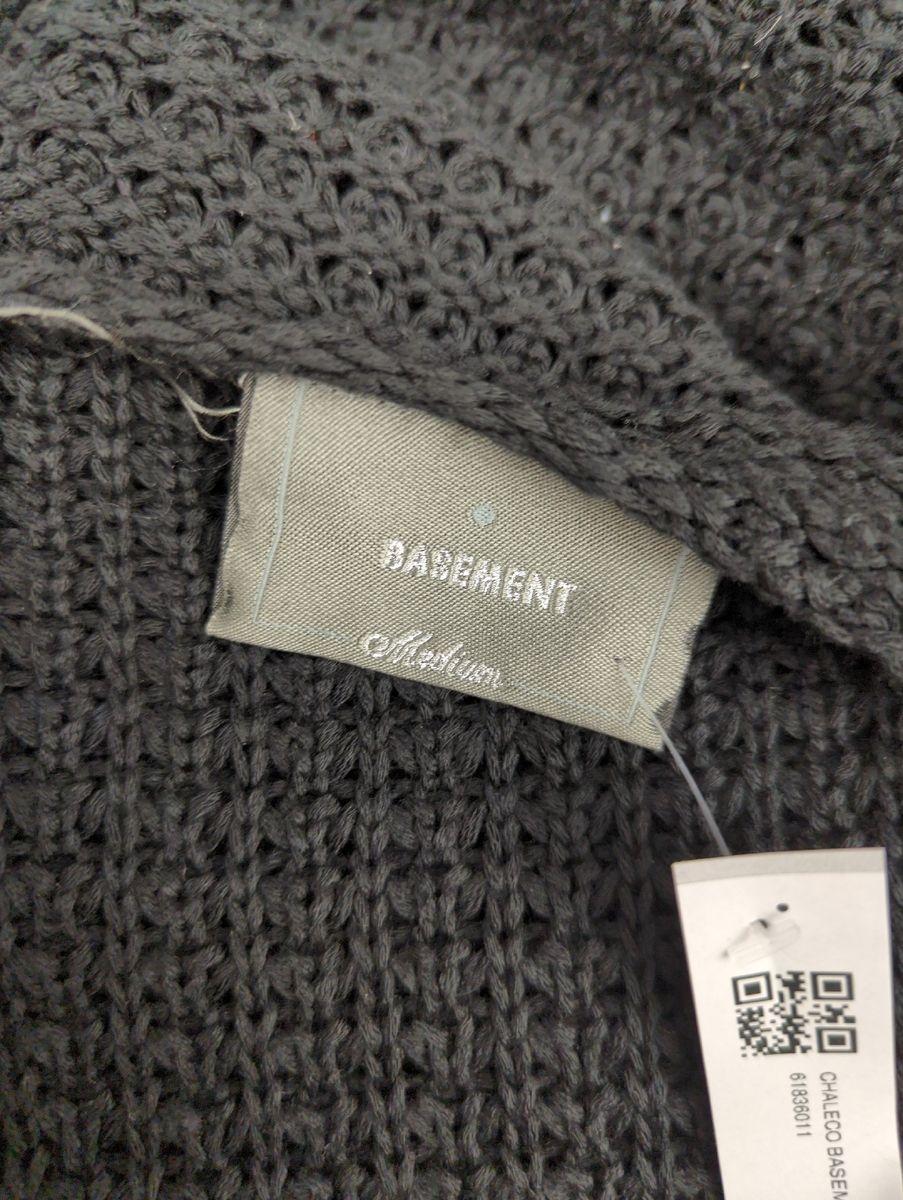 BASEMENT
Medium
CHALECO BASEM
61836011